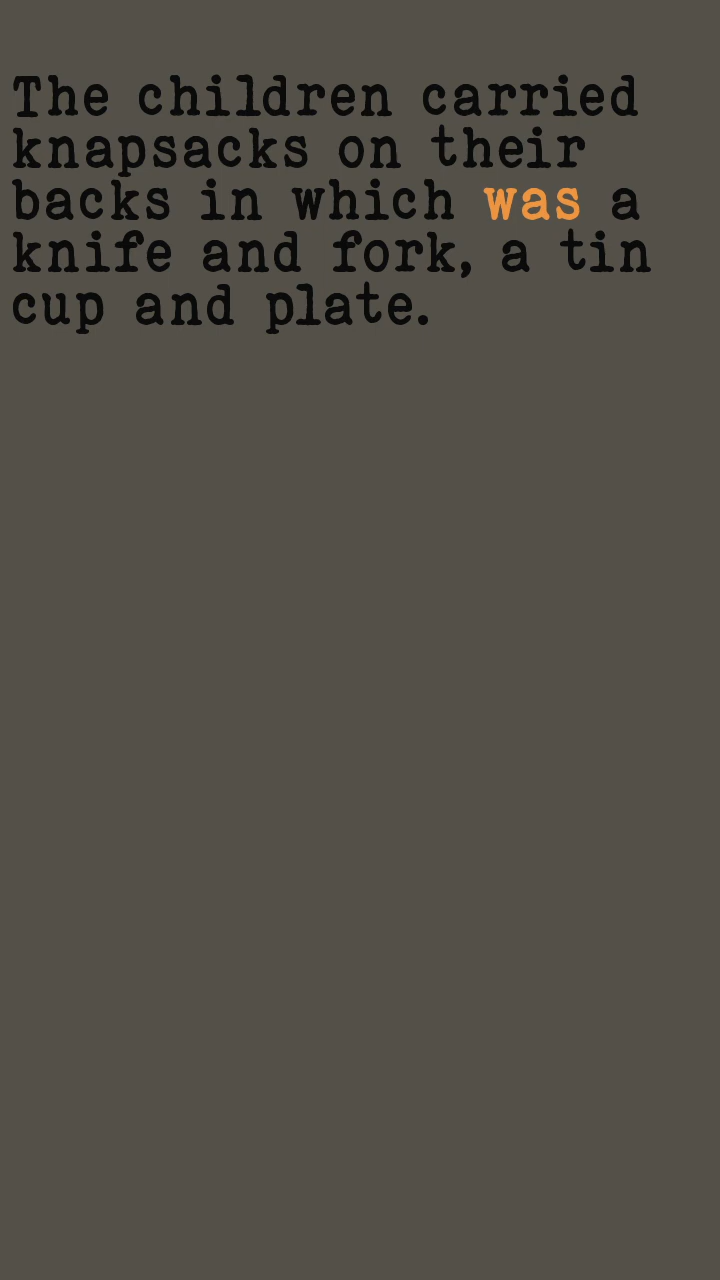 The children carried
knapsacks on their
backs in which was a
knife and fork, a tin
cup and plate.